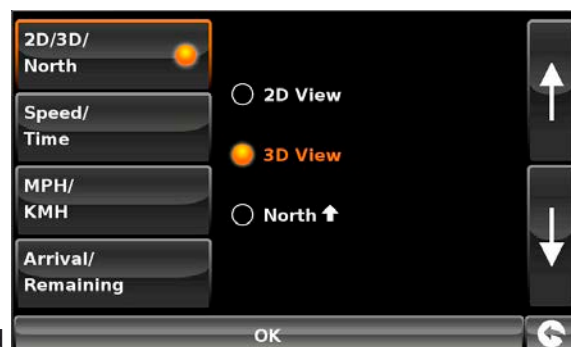 2D/3D/
North
Speed/
Time
MPH/
KMH
Arrival/
Remaining
2D View
3D View
North
OK